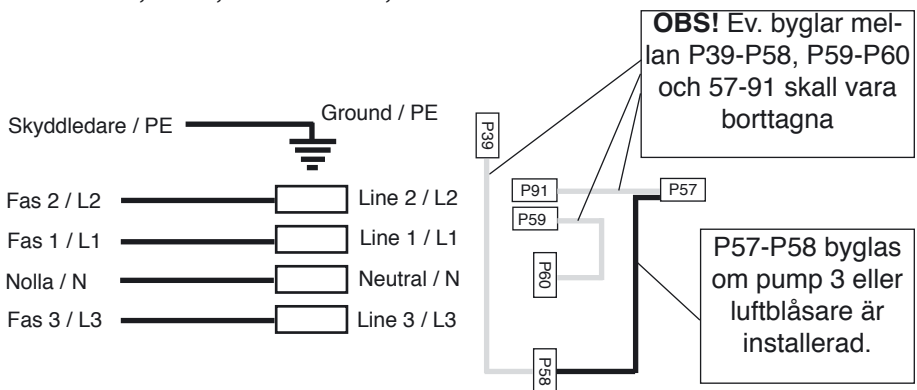 OBS! Ev. byglar mel-
lan P39-P58, P59-P60
och 57-91 skall vara
borttagna
Skyddledare / PE
Ground / PE
P39
Fas 2 / L2
Line 2 / L2
P91
P57
P59
Fas 1 / L1
Line 1 / L1
Nolla / N
Neutral / N
P60
Fas 3 / L3
Line 3 / L3
P57-P58 byglas
om pump 3 eller
luftblåsare är
installerad.
P58